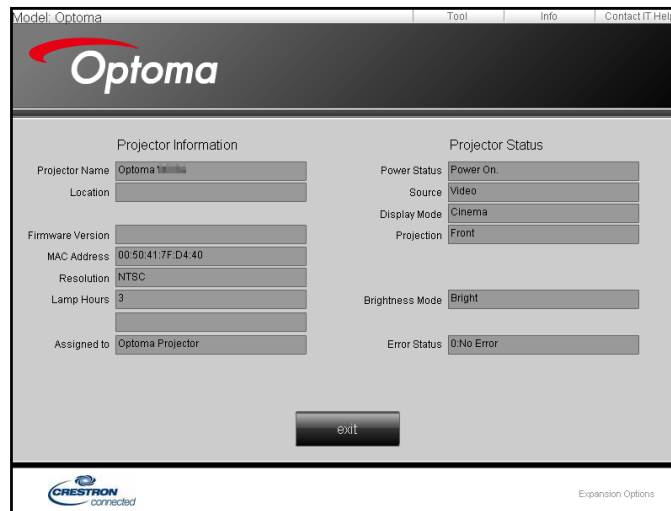 Model: Optoma
Tool
Info
Contact IT Help
Optoma
Projector Information
Projector Name Optoma
Location
Firmware Version
MAC Address 00:50:41:7F:D4:40
Resolution NTSC
Lamp Hours 3
Assigned to Optoma Projector
Projector Status
Power Status Power On.
Source Video
Display Mode Cinema
Projection Front
Brightness Mode Bright
Error Status 0:No Error
exit
CRESTRON
connected
Expansion Options